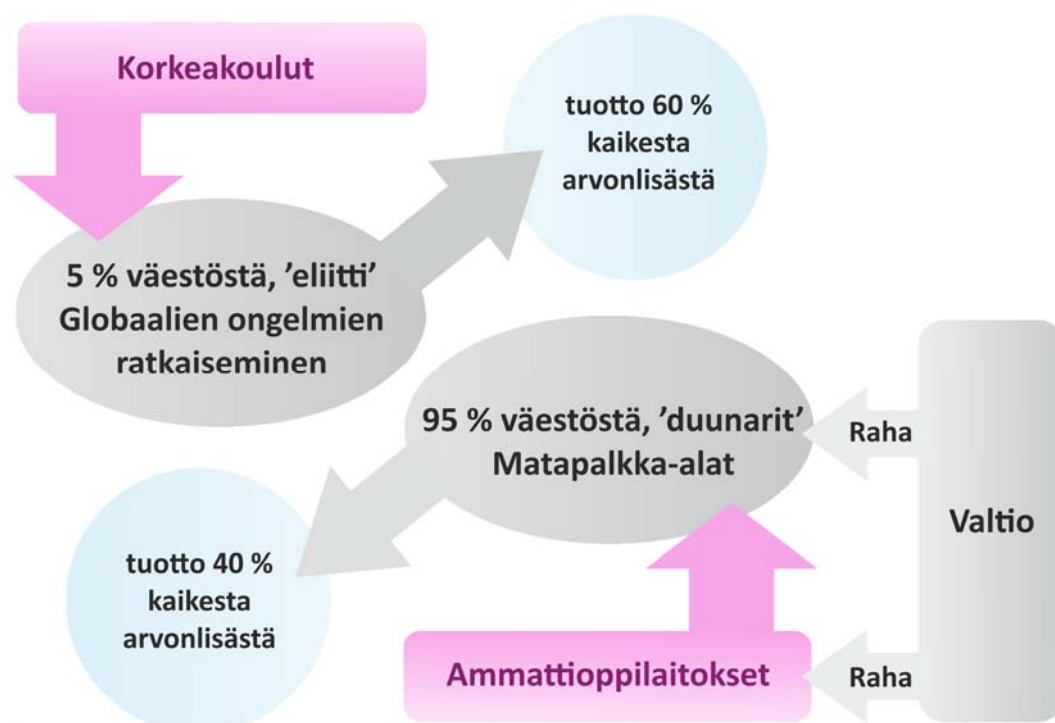 Korkeakoulut
tuotto 60 %
kaikesta
arvonlisästä
5 % väestöstä, ’eliitti’
Globaalien ongelmien
ratkaiseminen
95 % väestöstä, ’duunarit’
Matapalkka-alat
Raha
Valtio
tuotto 40 %
kaikesta
arvonlisästä
Ammattioppilaitokset
Raha